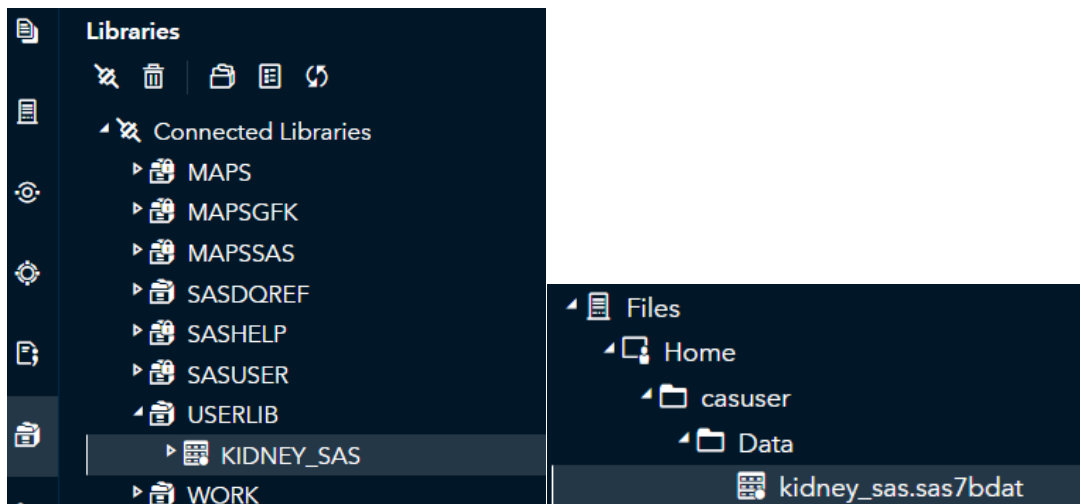 Libraries
Connected Libraries
MAPS
MAPSGFK
MAPSSAS
SASDQREF
SASHELP
SASUSER
USERLIB
KIDNEY_SAS
WORK
Files
Home
casuser
Data
kidney_sas.sas7bdat